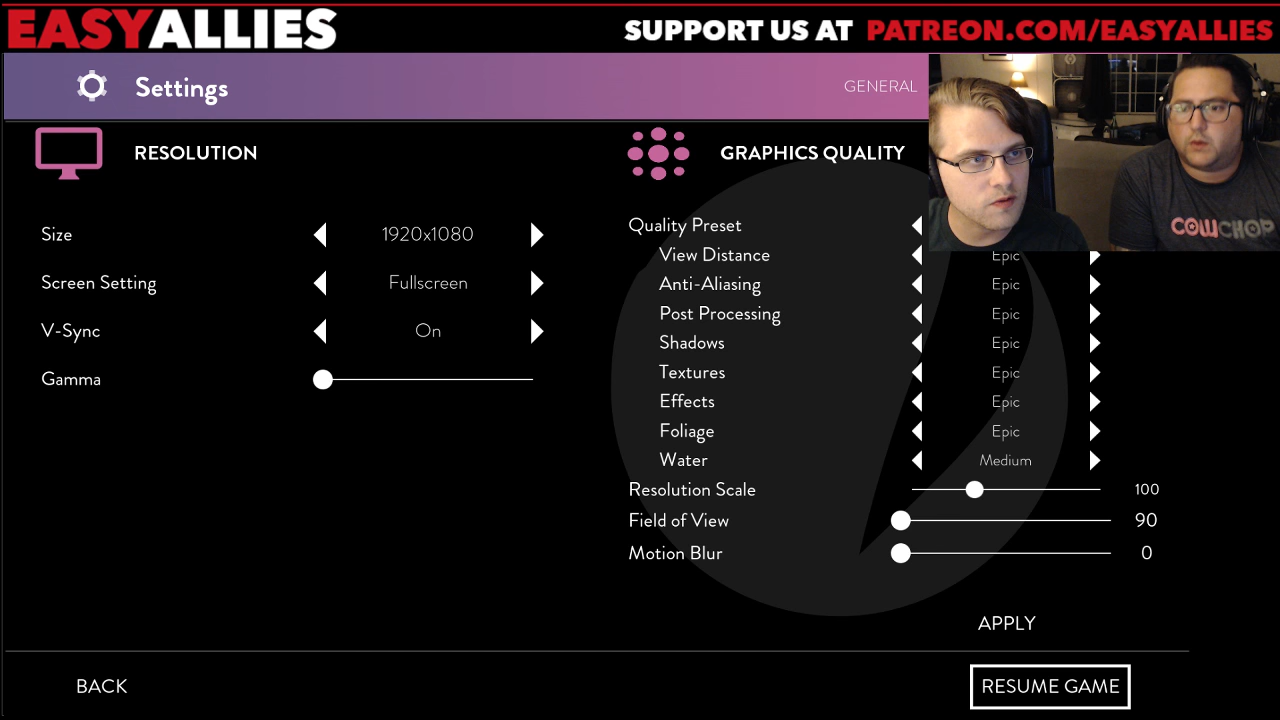 EASYALLIES
SUPPORT US AT PATREON.COM/EASYALLIES
Settings
GENERAL
RESOLUTION
Size
1920x1080
Screen Setting
Fullscreen
V-Sync
On
Gamma
GRAPHICS QUALITY
Quality Preset
View Distance
Epic
Anti-Aliasing
Epic
Post Processing
Epic
Shadows
Epic
Textures
Epic
Effects
Epic
Foliage
Epic
Water
Medium
Resolution Scale
100
Field of View
90
Motion Blur
0
COWCHOP
APPLY
BACK
RESUME GAME